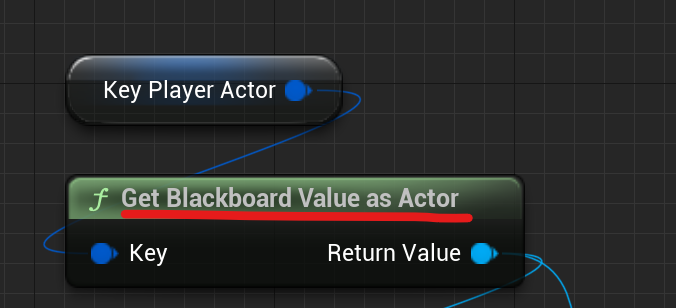 Key Player Actor
f Get Blackboard Value as Actor
Key Return Value